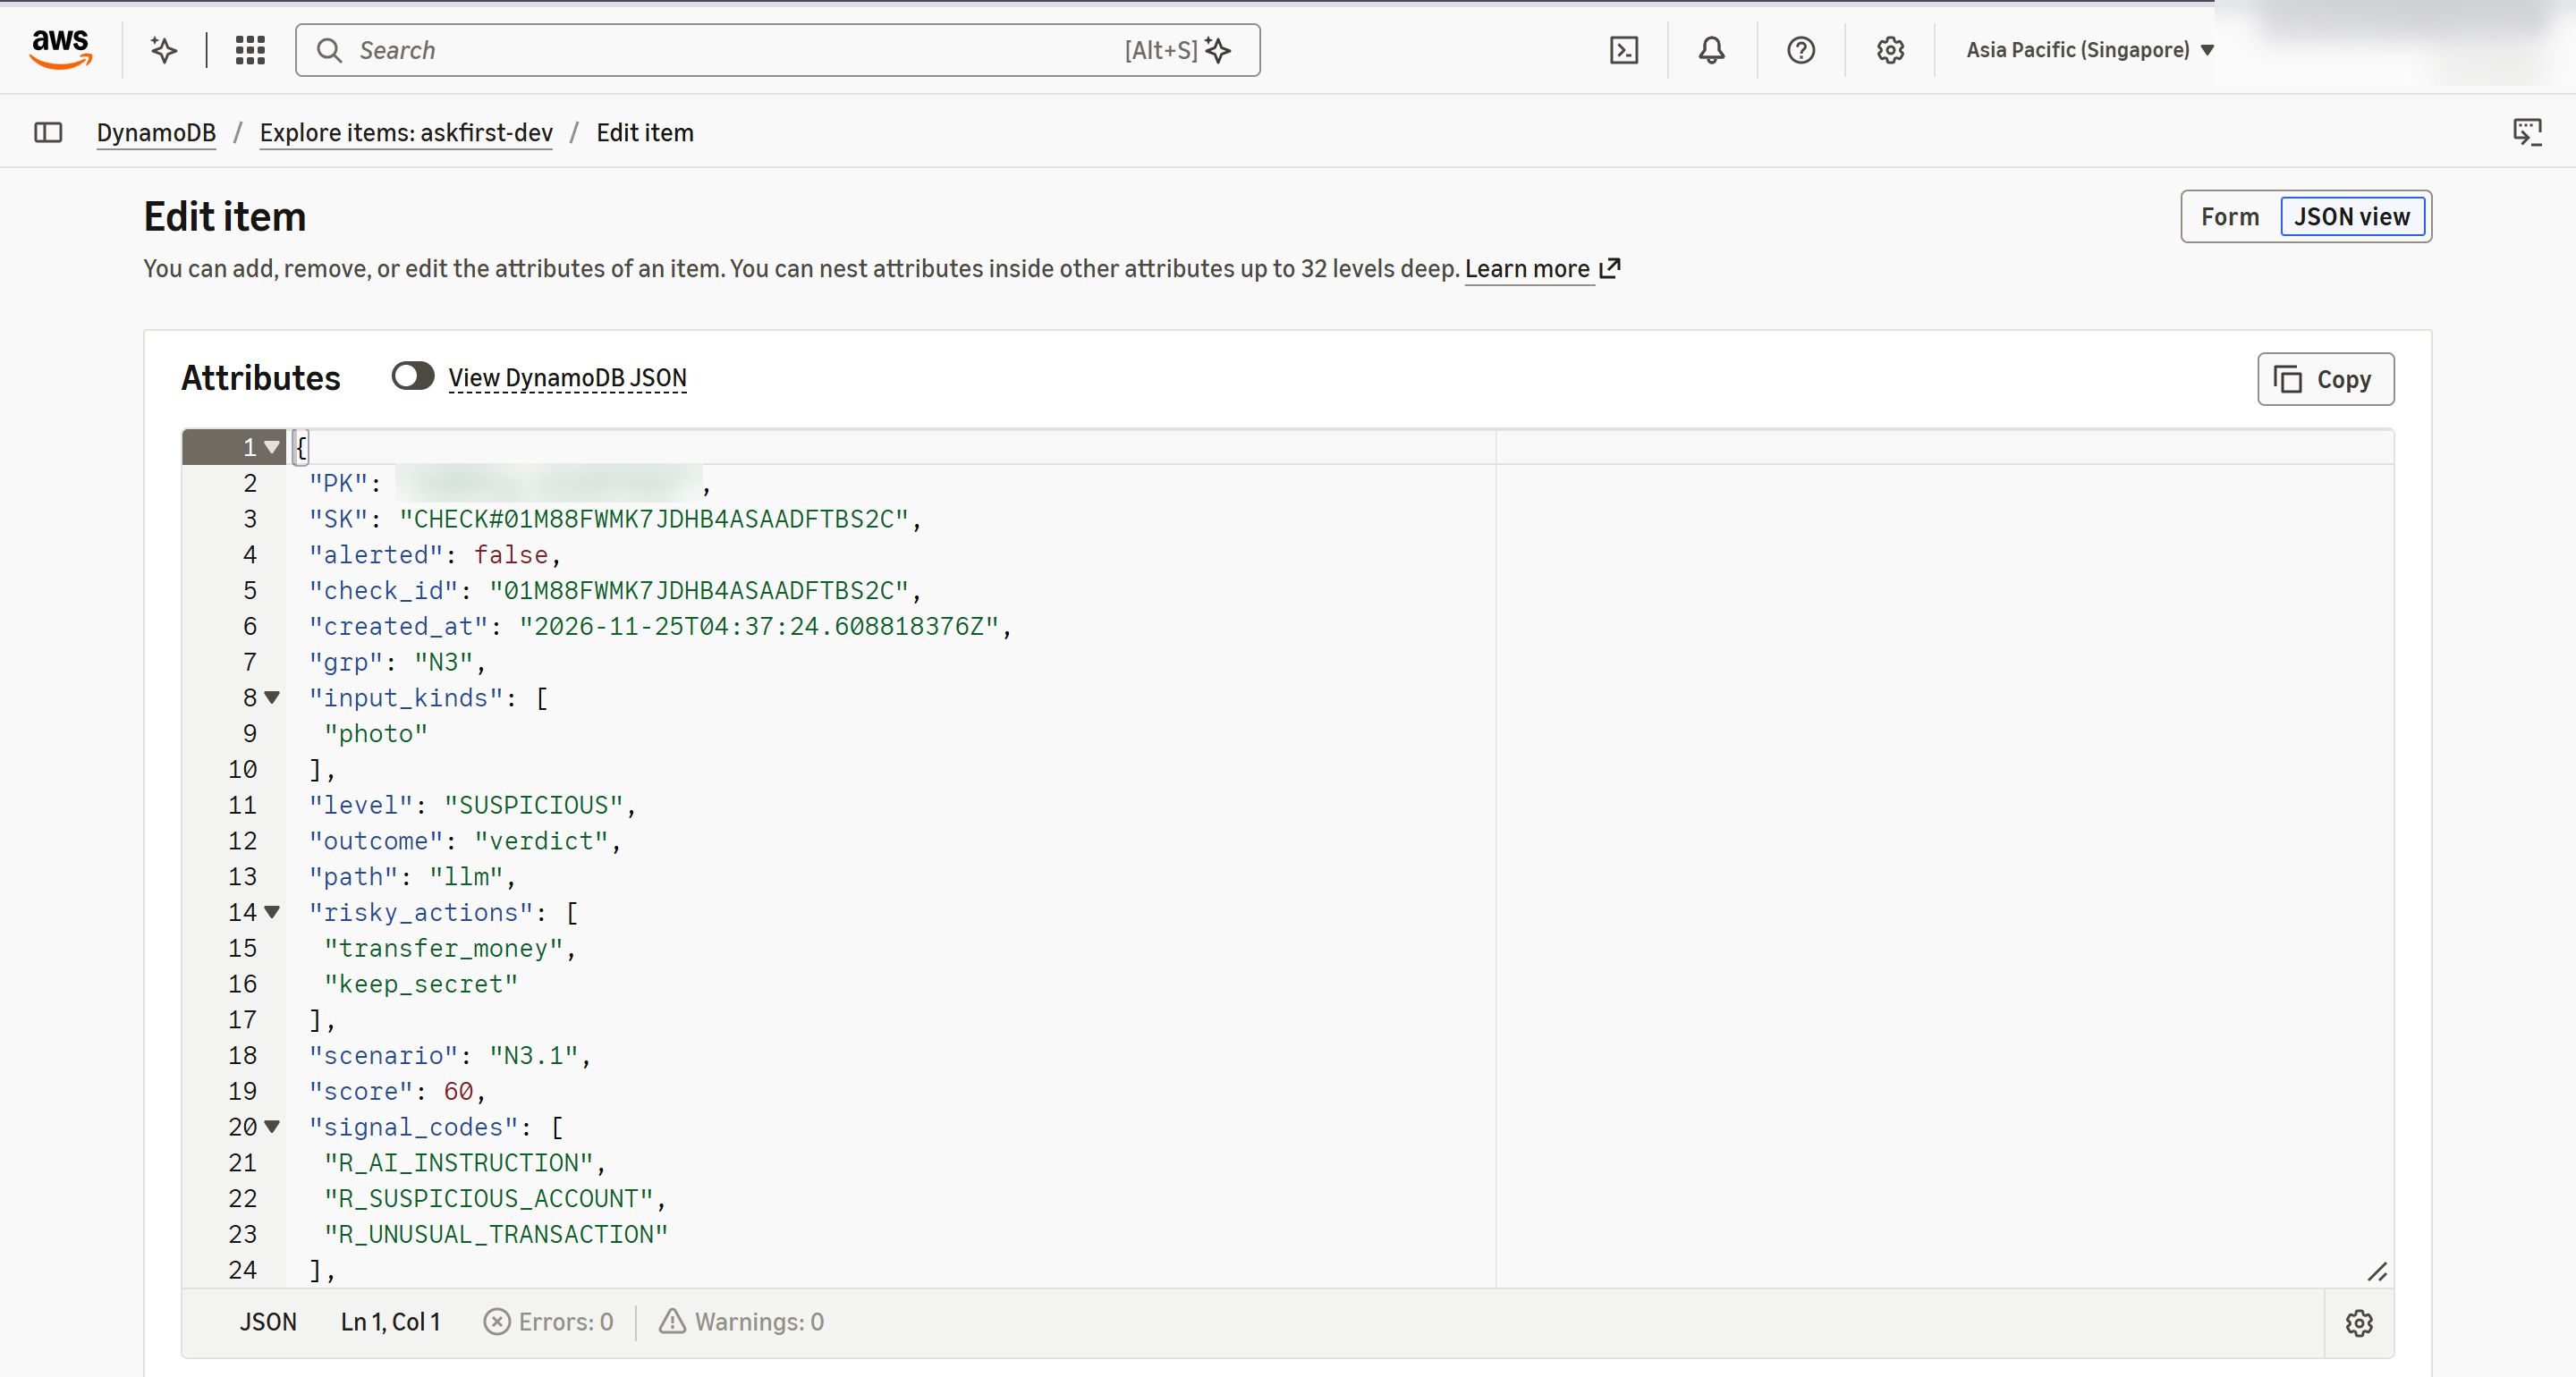 aws
Search [Alt+S]
Asia Pacific (Singapore)
DynamoDB / Explore items: askfirst-dev / Edit item
Edit item
Form JSON view
You can add, remove, or edit the attributes of an item. You can nest attributes inside other attributes up to 32 levels deep. Learn more
Attributes View DynamoDB JSON
Copy
1 {
2 "PK": ,
3 "SK": "CHECK#01M88FWMK7JDHB4ASAADFTBS2C",
4 "alerted": false,
5 "check_id": "01M88FWMK7JDHB4ASAADFTBS2C",
6 "created_at": "2026-11-25T04:37:24.608818376Z",
7 "grp": "N3",
8 "input_kinds": [
9 "photo"
10 ],
11 "level": "SUSPICIOUS",
12 "outcome": "verdict",
13 "path": "llm",
14 "risky_actions": [
15 "transfer_money",
16 "keep_secret"
17 ],
18 "scenario": "N3.1",
19 "score": 60,
20 "signal_codes": [
21 "R_AI_INSTRUCTION",
22 "R_SUSPICIOUS_ACCOUNT",
23 "R_UNUSUAL_TRANSACTION"
24 ],
JSON Ln 1, Col 1 Errors: 0 Warnings: 0